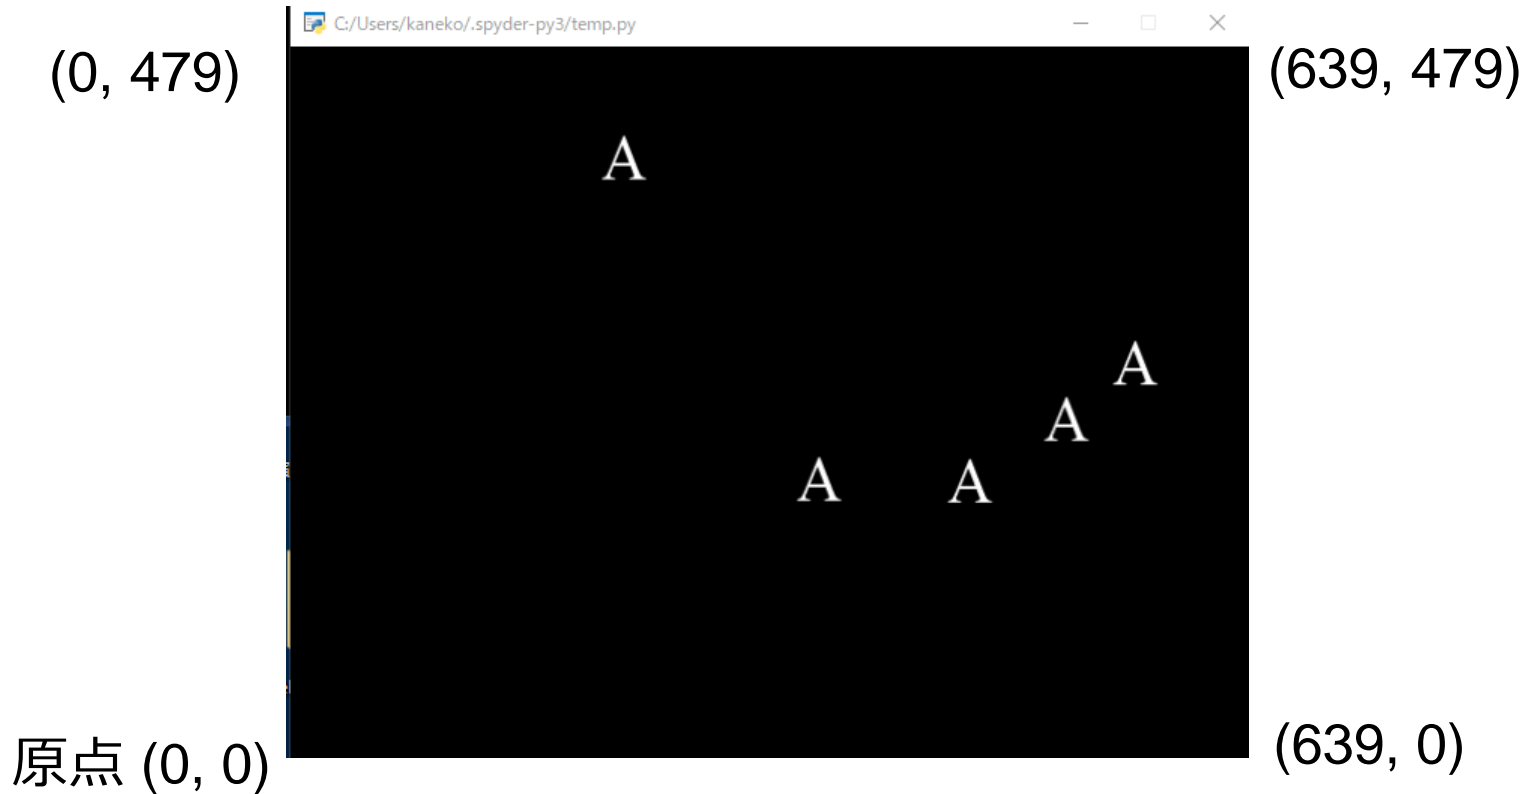 C:/Users/kaneko/.spyder-py3/temp.py
(0, 479)
(639, 479)
A
A
A
A
A
原点 (0, 0)
(639, 0)